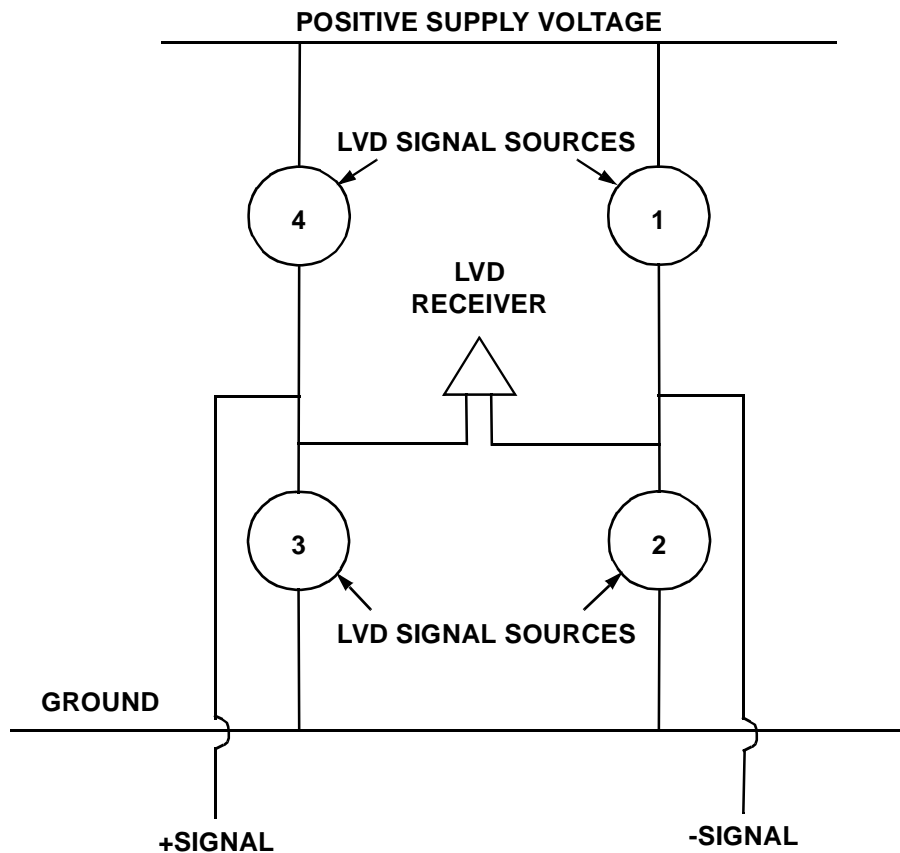 POSITIVE SUPPLY VOLTAGE
LVD SIGNAL SOURCES
4
1
LVD
RECEIVER
3
2
LVD SIGNAL SOURCES
GROUND
+SIGNAL
-SIGNAL